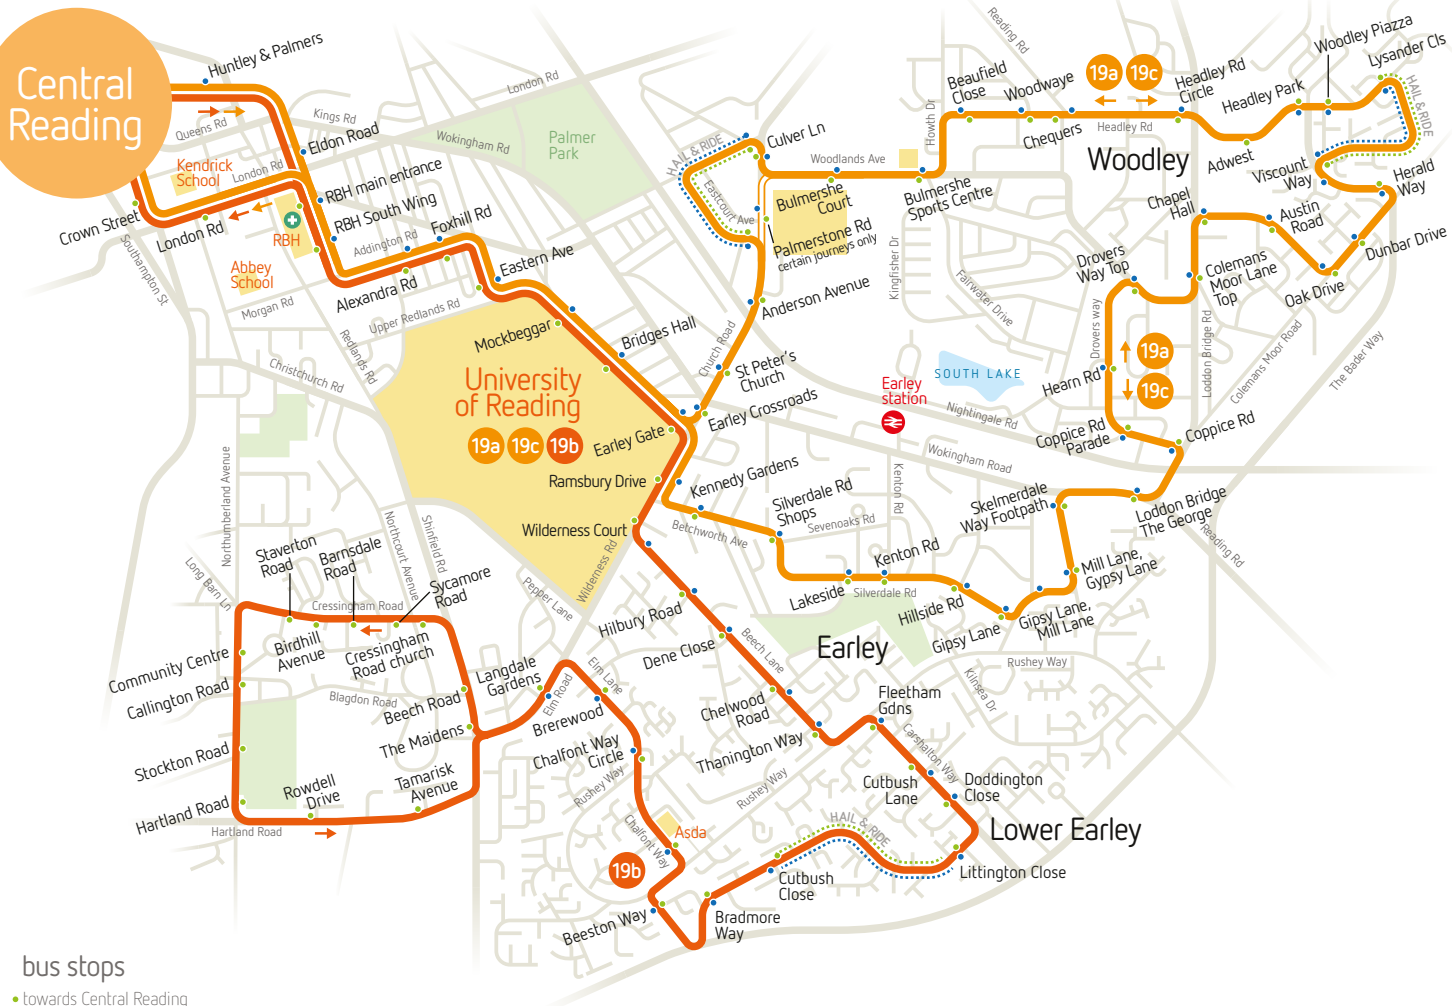 Central
Reading
Huntley & Palmers
Queens Rd
Kings Rd
London Rd
Wokingham Rd
Palmer
Park
Eldon Road
Kendrick
School
London Rd
RBH main entrance
RBH South Wing
Foxhill Rd
Addington Rd
Crown Street
London Rd
RBH
Southampton St
Abbey
School
Morgan Rd
Alexandra Rd
Eastern Ave
Upper Redlands Rd
Redlands Rd
Christchurch Rd
Mockbeggar
Bridges Hall
University
of Reading
19a
19c
19b
Earley Gate
Ramsbury Drive
Wilderness Court
Wilderness Rd
Pepper Lane
HAIL & RIDE
Culver Ln
Eastcourt Ave
Woodlands Ave
Bulmershe
Court
Palmerstone Rd
certain journeys only
Anderson Avenue
Church Road
St Peter's
Church
Earley Crossroads
Kennedy Gardens
Betchworth Ave
Silverdale Rd
Shops
Sevenoaks Rd
Reading Rd
Beaufield
Close
Woodwaye
Howth Dr
Chequers
Headley Rd
19a
19c
Headley Rd
Circle
Woodley
Bulmershe
Sports Centre
Kingfisher Dr
Fairwater Drive
Adwest
Headley Park
Woodley Piazza
Lysander Cls
HAIL & RIDE
Viscount
Way
Herald
Way
Chapel
Hall
Austin
Road
Dunbar Drive
Oak Drive
Colemans
Moor Lane
Top
Drovers
Way Top
Drovers way
Loddon Bridge Rd
Colemans Moor Road
The Bader Way
19a
19c
Hearn Rd
SOUTH LAKE
Earley
station
Nightingale Rd
Wokingham Road
Coppice Rd
Parade
Coppice Rd
Skelmerdale
Way Footpath
Loddon Bridge
The George
Reading Rd
Mill Lane,
Gypsy Lane
Kenton Rd
Kenton Rd
Lakeside
Silverdale Rd
Hillside Rd
Gipsy Lane
Gipsy Lane,
Mill Lane
Rushey Way
Kilnsea Dr
Earley
Northumberland Avenue
Long Barn Ln
Northcourt Avenue
Shinfield Rd
Staverton
Road
Barnsdale
Road
Sycamore
Road
Cressingham Road
Birdhill
Avenue
Cressingham
Road church
Community Centre
Callington Road
Blagdon Road
Beech Road
The Maidens
Stockton Road
Hartland Road
Rowdell
Drive
Tamarisk
Avenue
Hartland Road
Langdale
Gardens
Elm Road
Elm Lane
Brerewood
Chalfont Way
Circle
Rushey Way
Chalfont Way
Asda
19b
Beeston Way
Bradmore
Way
Cutbush
Close
HAIL & RIDE
Littington Close
Lower Earley
Doddington
Close
Cutbush
Lane
Carshalton Way
Fleetham
Gdns
Thanington Way
Rushey Way
Chelwood
Road
Beech Lane
Dene Close
Hilbury Road
bus stops
towards Central Reading